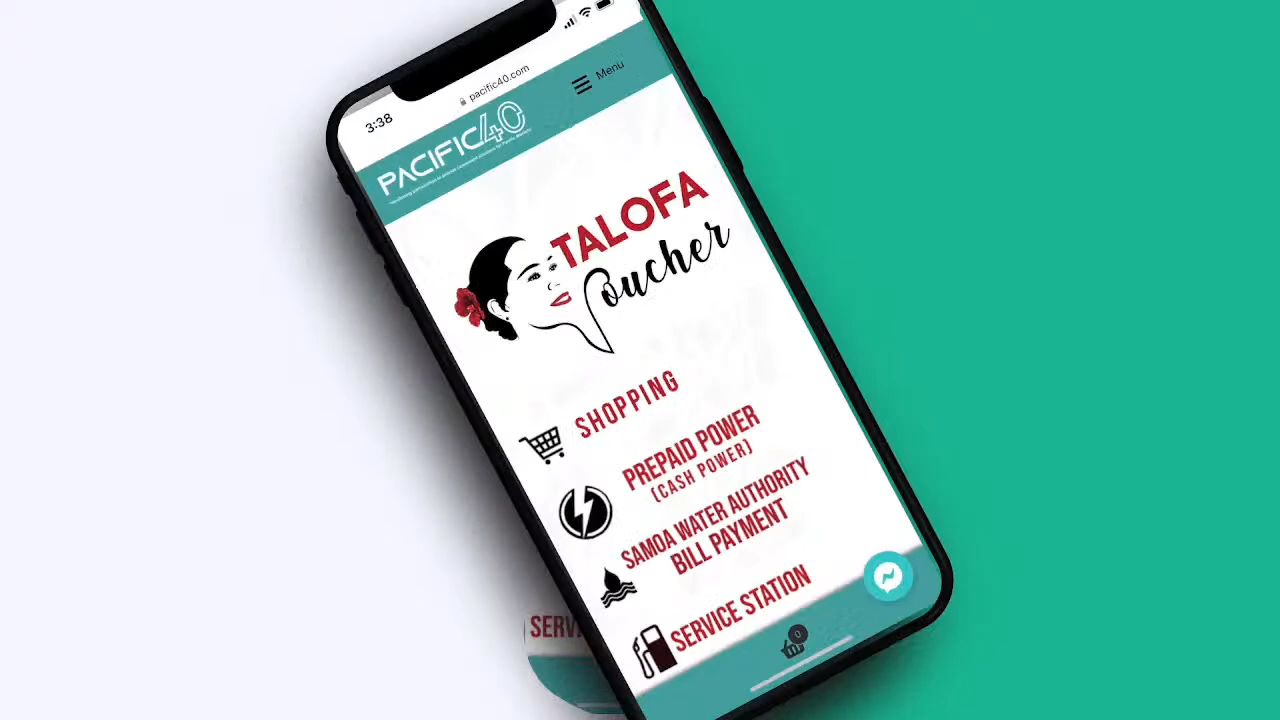 3:38
pacific40.com
Menu
PACIFIC40
TALOFA
Voucher
SHOPPING
PREPAID POWER
(CASH POWER)
SAMOA WATER AUTHORITY
BILL PAYMENT
SERVICE STATION
0
SERVI